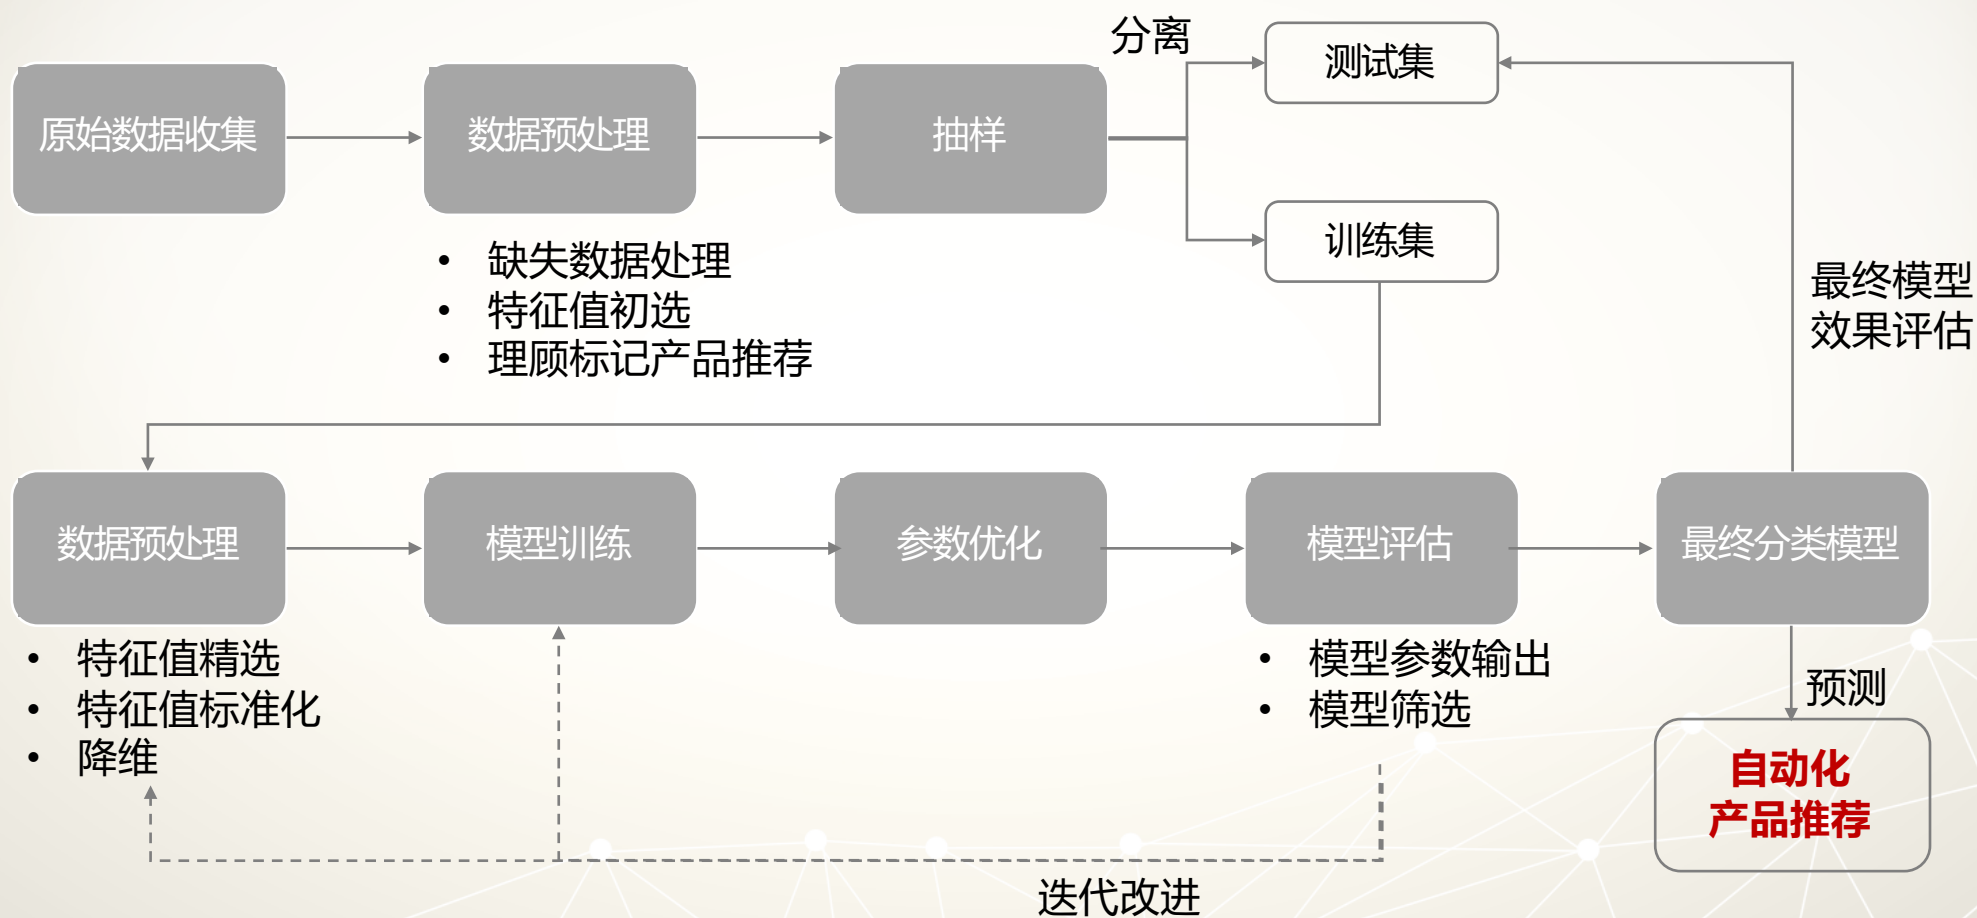 分离
测试集
原始数据收集
数据预处理
抽样
训练集
• 缺失数据处理
• 特征值初选
• 理顾标记产品推荐
最终模型
效果评估
数据预处理
模型训练
参数优化
模型评估
最终分类模型
• 特征值精选
• 特征值标准化
• 降维
• 模型参数输出
• 模型筛选
预测
自动化
产品推荐
迭代改进